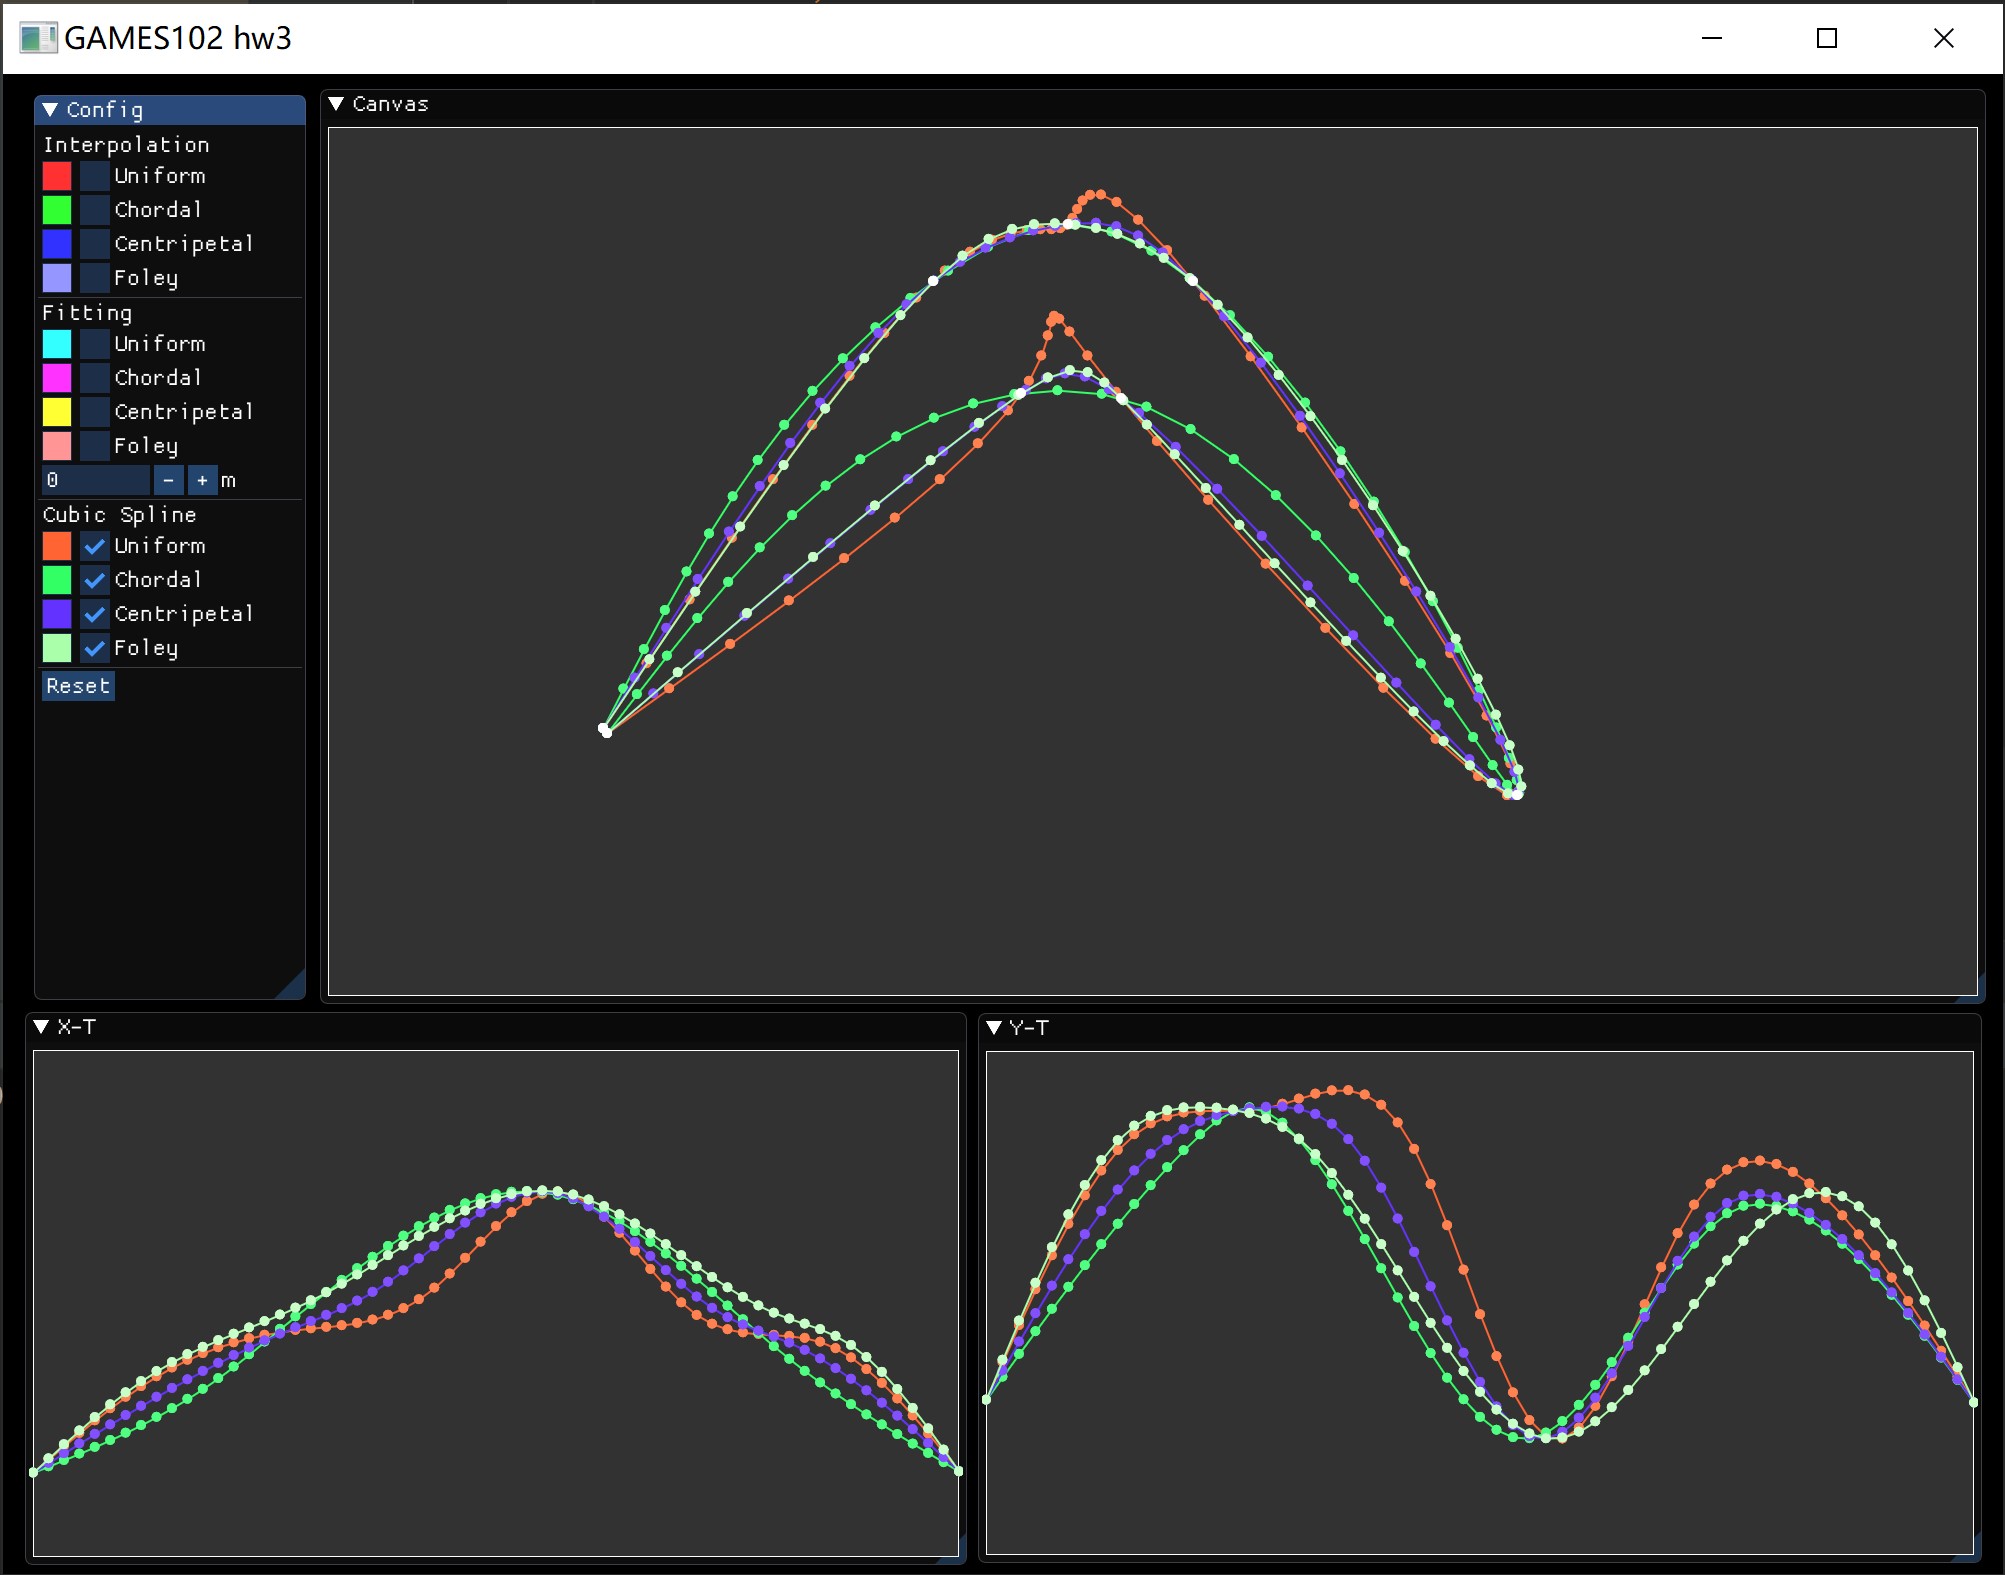 GAMES102 hw3
Config
Interpolation
Uniform
Chordal
Centripetal
Foley
Fitting
Uniform
Chordal
Centripetal
Foley
0 - + m
Cubic Spline
Uniform
Chordal
Centripetal
Foley
Reset
Canvas
X-T
Y-T